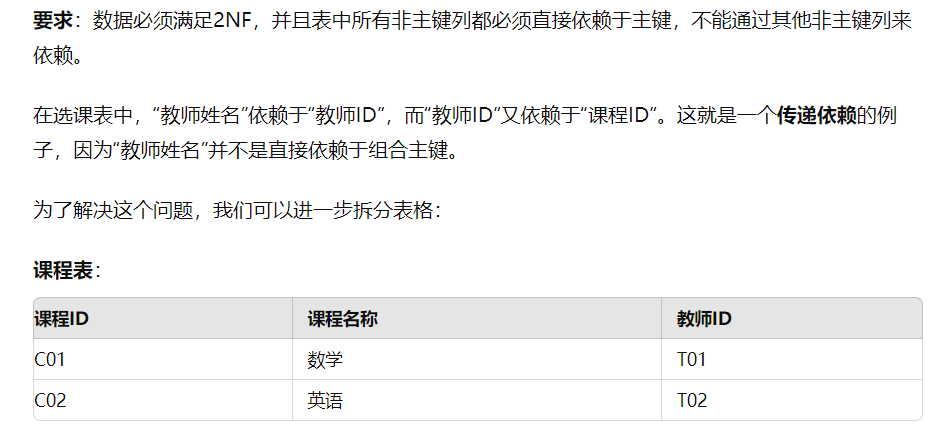 要求：数据必须满足2NF，并且表中所有非主键列都必须直接依赖于主键，不能通过其他非主键列来
依赖。
在选课表中，“教师姓名”依赖于“教师ID”，而“教师ID”又依赖于“课程ID”。这就是一个传递依赖的例
子，因为“教师姓名”并不是直接依赖于组合主键。
为了解决这个问题，我们可以进一步拆分表格：
课程表：
课程ID 课程名称 教师ID
C01 数学 T01
C02 英语 T02